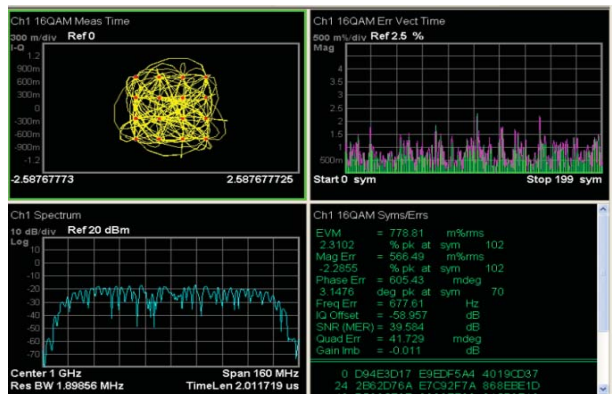 Ch1 16QAM Meas Time
300 m/div Ref 0
I-Q
1.2
900m
600m
300m
0
-300m
-600m
-900m
-1.2
-2.58767773 2.587677725
Ch1 16QAM Err Vect Time
500 m%/div Ref 2.5 %
Mag
4
3.5
3
2.5
2
1.5
1
500m
Start 0 sym Stop 199 sym
Ch1 Spectrum
10 dB/div Ref 20 dBm
Log
10
0
-10
-20
-30
-40
-50
-60
-70
Center 1 GHz Span 160 MHz
Res BW 1.89856 MHz TimeLen 2.011719 us
Ch1 16QAM Syms/Errs
EVM = 778.81 m%rms
2.3102 % pk at sym 102
Mag Err = 566.49 m%rms
-2.2855 % pk at sym 102
Phase Err = 605.43 mdeg
3.1476 deg pk at sym 70
Freq Err = 677.61 Hz
IQ Offset = -58.957 dB
SNR (MER) = 39.584 dB
Quad Err = 41.729 mdeg
Gain Imb = -0.011 dB
0 D94E3D17 E9EDF5A4 4019CD37
24 2B62D76A E7C92F7A 868EBE1D